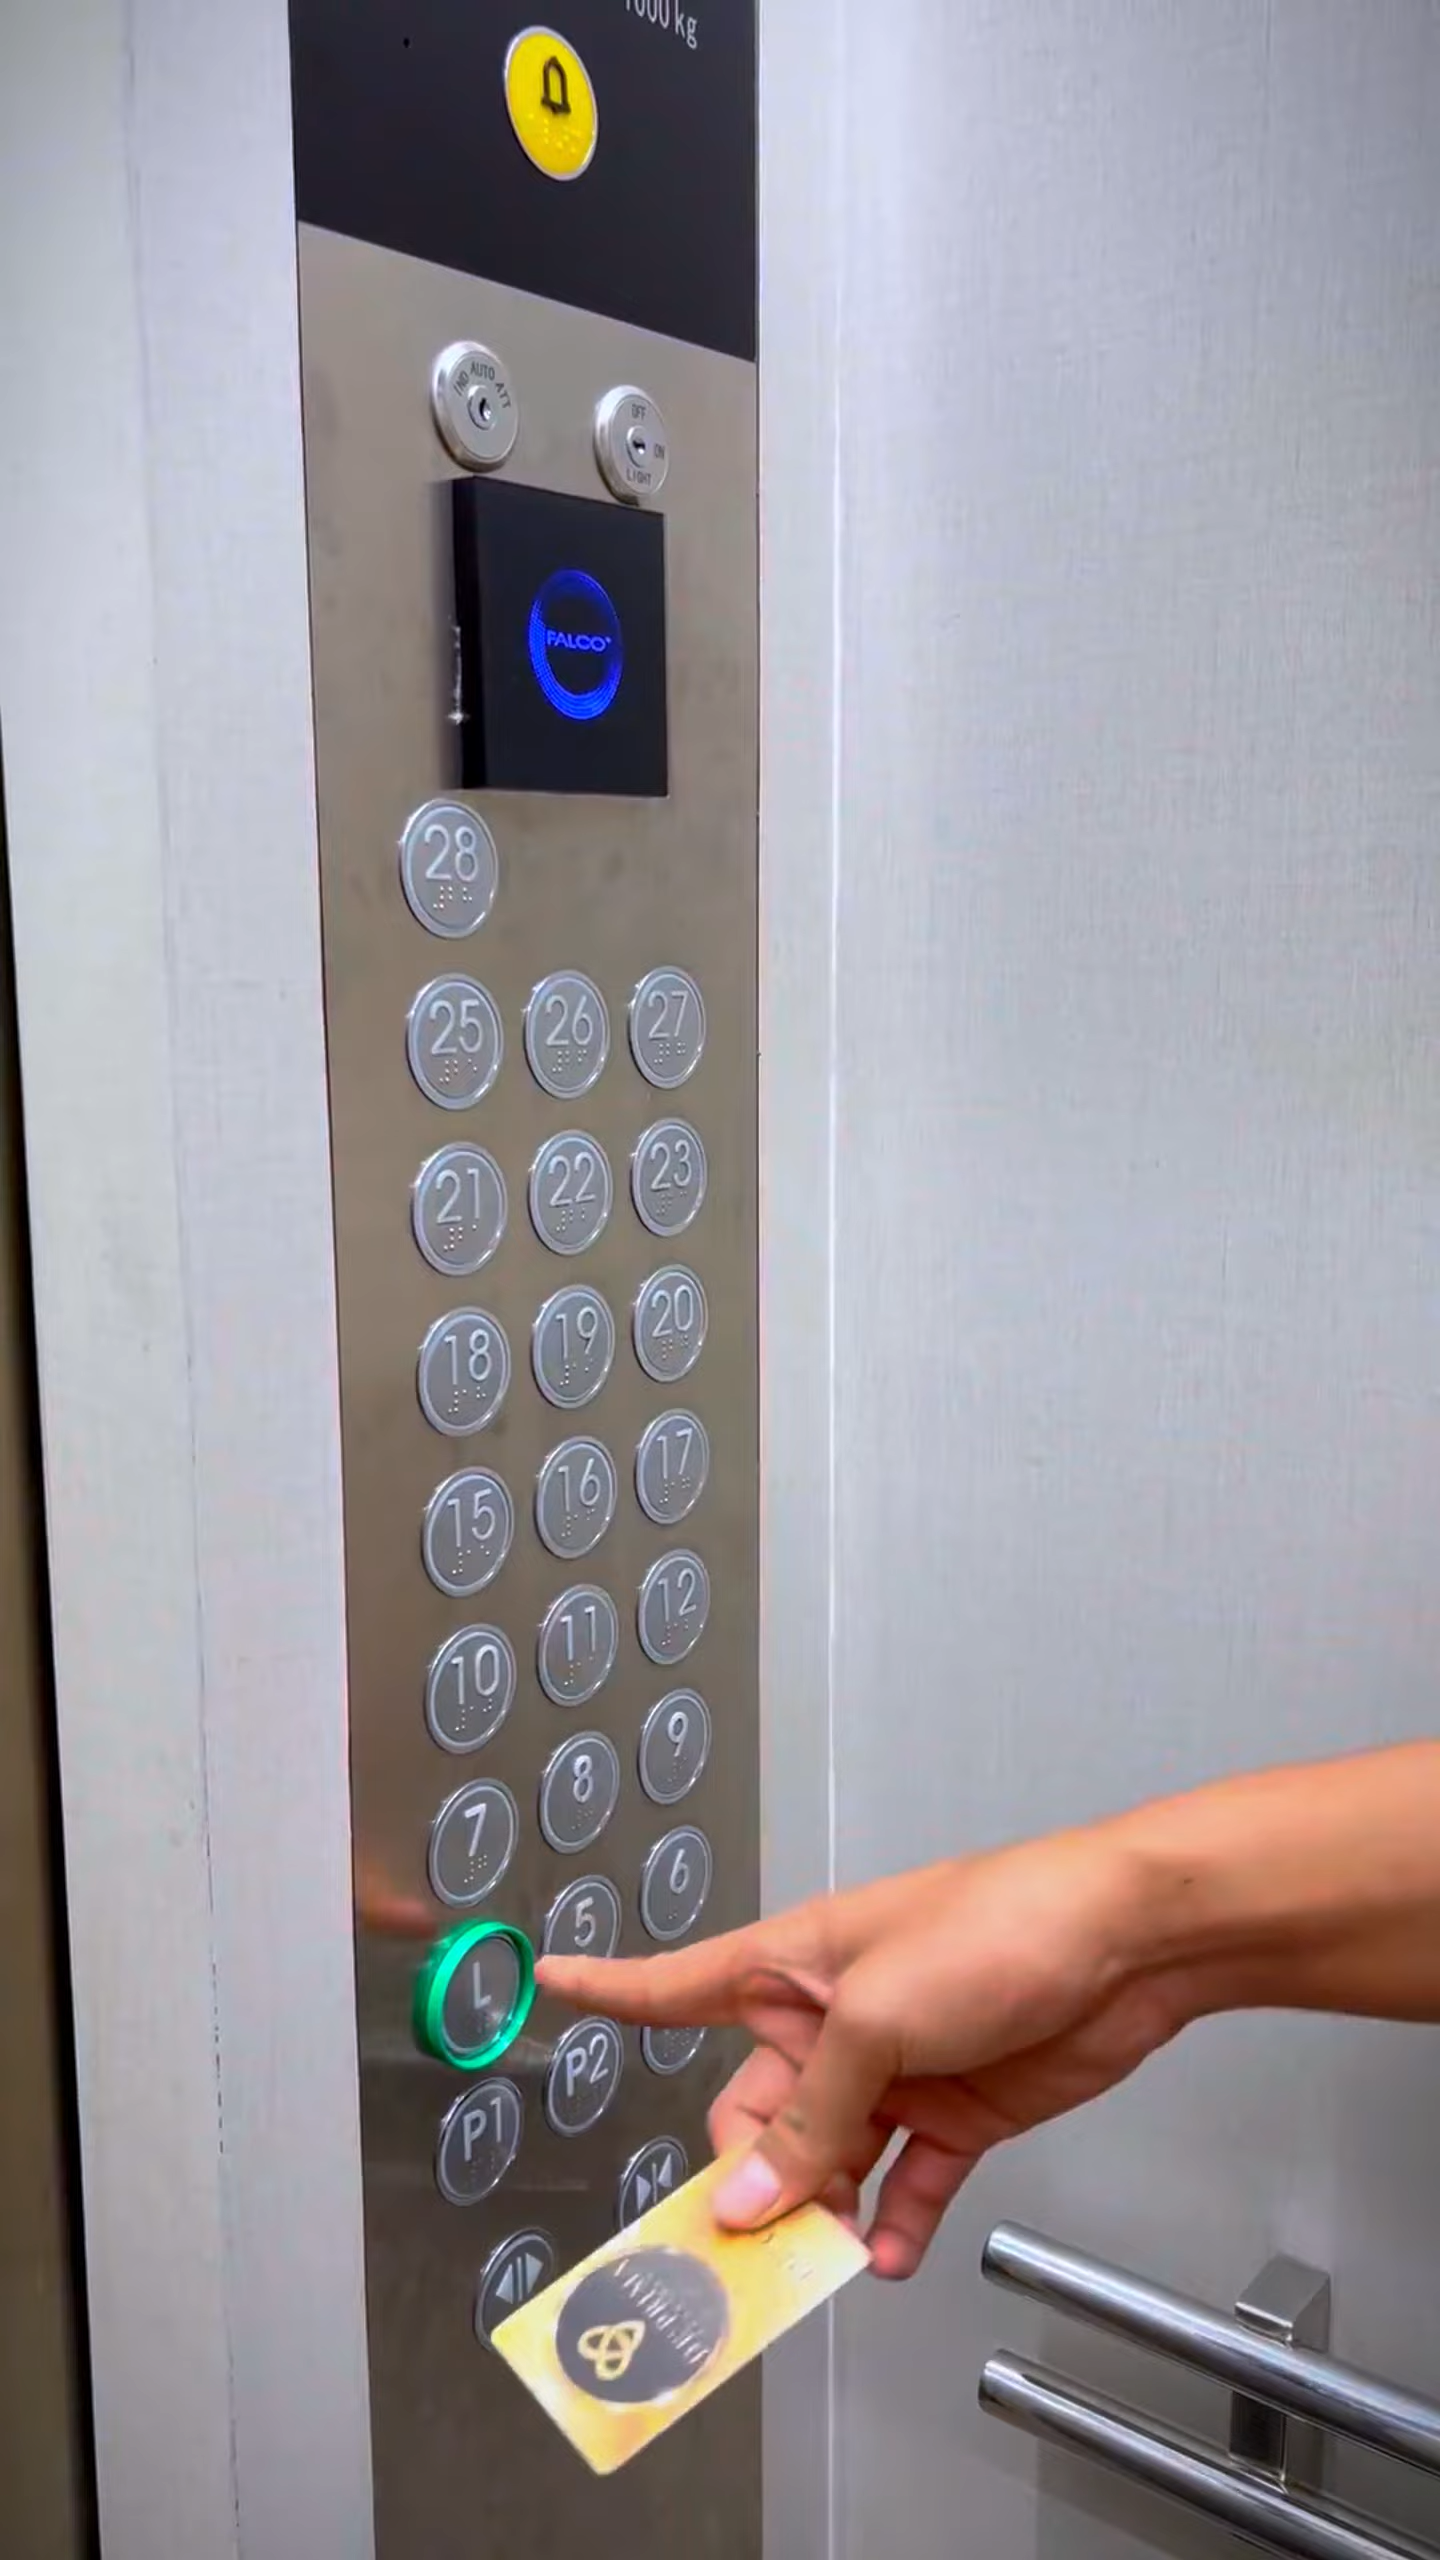 1000 kg
IND AUTO ATT
OFF
ON
LIGHT
FALCO
28
25 26 27
21 22 23
18 19 20
15 16 17
10 11 12
7 8 9
L 5 6
P1 P2